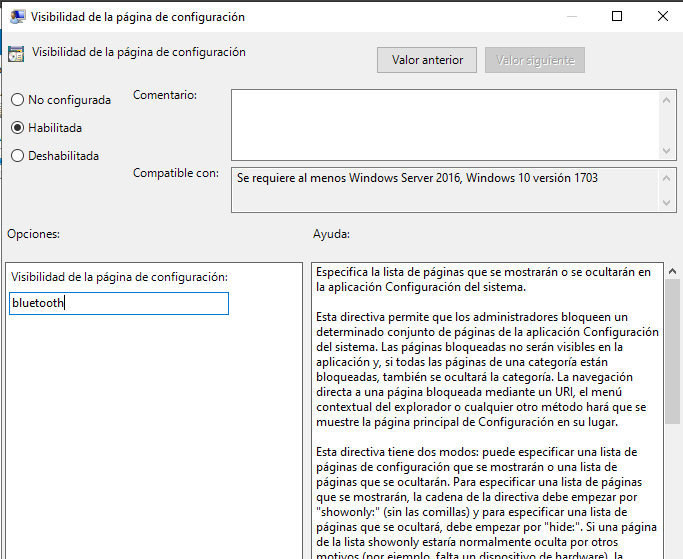 Visibilidad de la página de configuración
Visibilidad de la página de configuración
Valor anterior
Valor siguiente
No configurada
Habilitada
Deshabilitada
Comentario:
Compatible con:
Se requiere al menos Windows Server 2016, Windows 10 versión 1703
Opciones:
Ayuda:
Visibilidad de la página de configuración:
bluetooth
Especifica la lista de páginas que se mostrarán o se ocultarán en
la aplicación Configuración del sistema.
Esta directiva permite que los administradores bloqueen un
determinado conjunto de páginas de la aplicación Configuración
del sistema. Las páginas bloqueadas no serán visibles en la
aplicación y, si todas las páginas de una categoría están
bloqueadas, también se ocultará la categoría. La navegación
directa a una página bloqueada mediante un URI, el menú
contextual del explorador o cualquier otro método hará que se
muestre la página principal de Configuración en su lugar.
Esta directiva tiene dos modos: puede especificar una lista de
páginas de configuración que se mostrarán o una lista de
páginas que se ocultarán. Para especificar una lista de páginas
que se mostrarán, la cadena de la directiva debe empezar por
"showonly:" (sin las comillas) y para especificar una lista de
páginas que se ocultará, debe empezar por "hide:". Si una página
de la lista showonly estaría normalmente oculta por otros
motivos (por ejemplo, falta un dispositivo de hardware), la